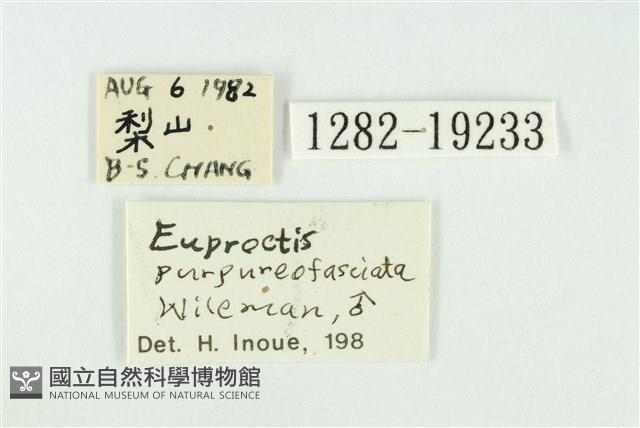 AUG 6 1982
梨山
B-S. CHANG
1282-19233
Euproctis
purpureofasciata
Wileman, ♂
Det. H. Inoue, 198
國立自然科學博物館
NATIONAL MUSEUM OF NATURAL SCIENCE